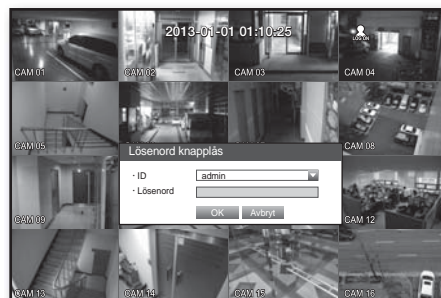 2013-01-01 01:10:25
LOG ON
CAM 01
CAM 02
CAM 03
CAM 04
CAM 05
CAM 08
Lösenord knapplås
· ID admin
· Lösenord
OK Avbryt
CAM 09
CAM 12
CAM 13
CAM 14
CAM 15
CAM 16